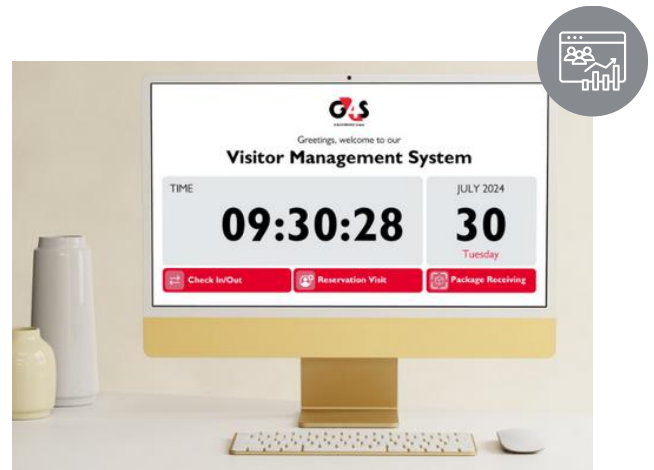 G4S
Greetings, welcome to our
Visitor Management System
TIME
JULY 2024
09:30:28
30
Tuesday
Check In/Out
Reservation Visit
Package Receiving